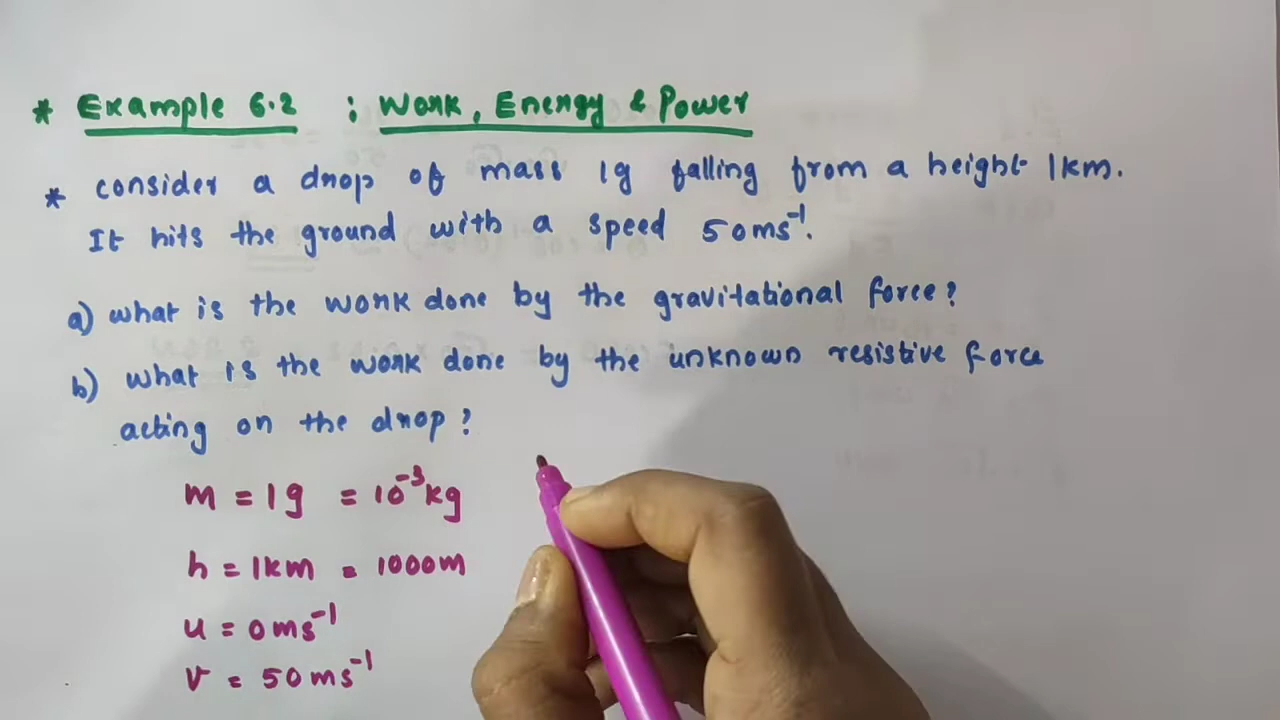 * Example 6.2 : Work, Energy & Power
* consider a drop of mass 1g falling from a height 1km.
It hits the ground with a speed 50ms⁻¹.
a) what is the work done by the gravitational force?
b) what is the work done by the unknown resistive force
acting on the drop?
m = 1g = 10⁻³kg
h = 1km = 1000m
u = 0ms⁻¹
v = 50ms⁻¹